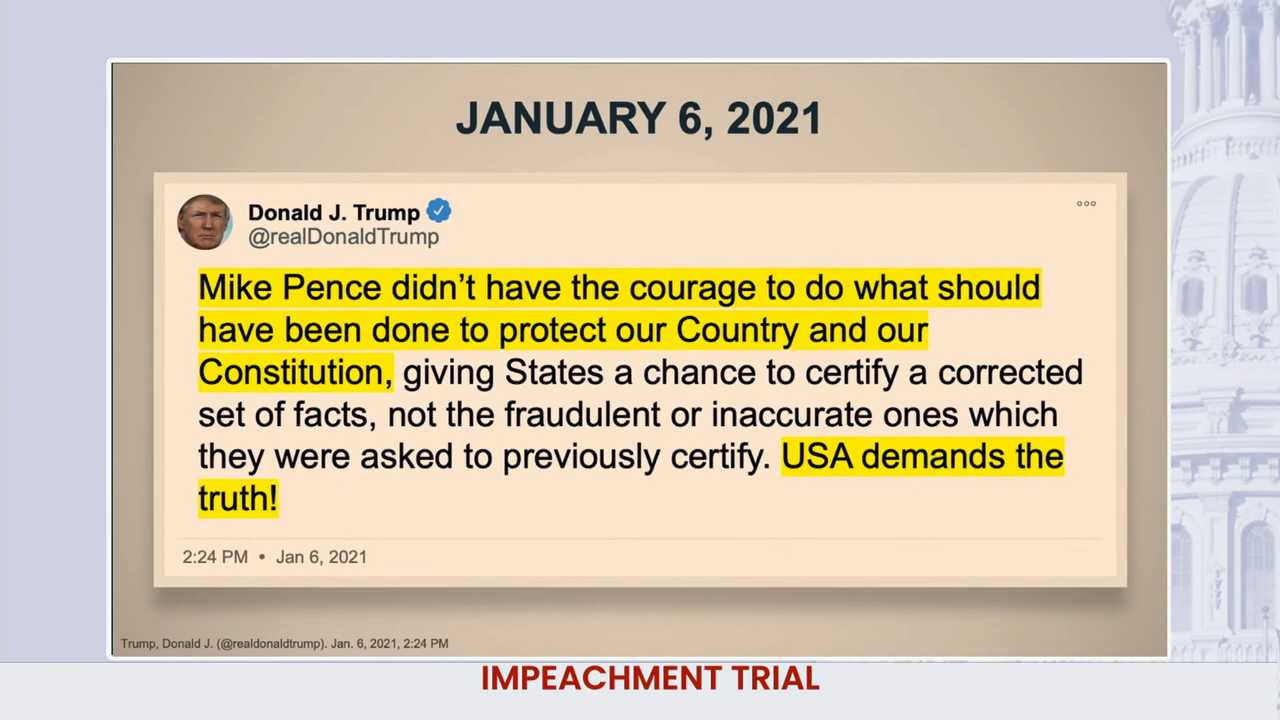 JANUARY 6, 2021
Donald J. Trump
@realDonaldTrump
Mike Pence didn’t have the courage to do what should
have been done to protect our Country and our
Constitution, giving States a chance to certify a corrected
set of facts, not the fraudulent or inaccurate ones which
they were asked to previously certify. USA demands the
truth!
2:24 PM • Jan 6, 2021
Trump, Donald J. (@realdonaldtrump). Jan. 6, 2021, 2:24 PM
IMPEACHMENT TRIAL